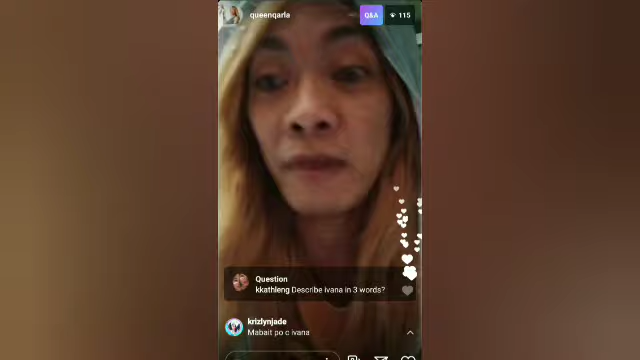 queenqarla
Q&A
115
Question
kkathleng Describe ivana in 3 words?
krizlynjade
Mabait po c ivana